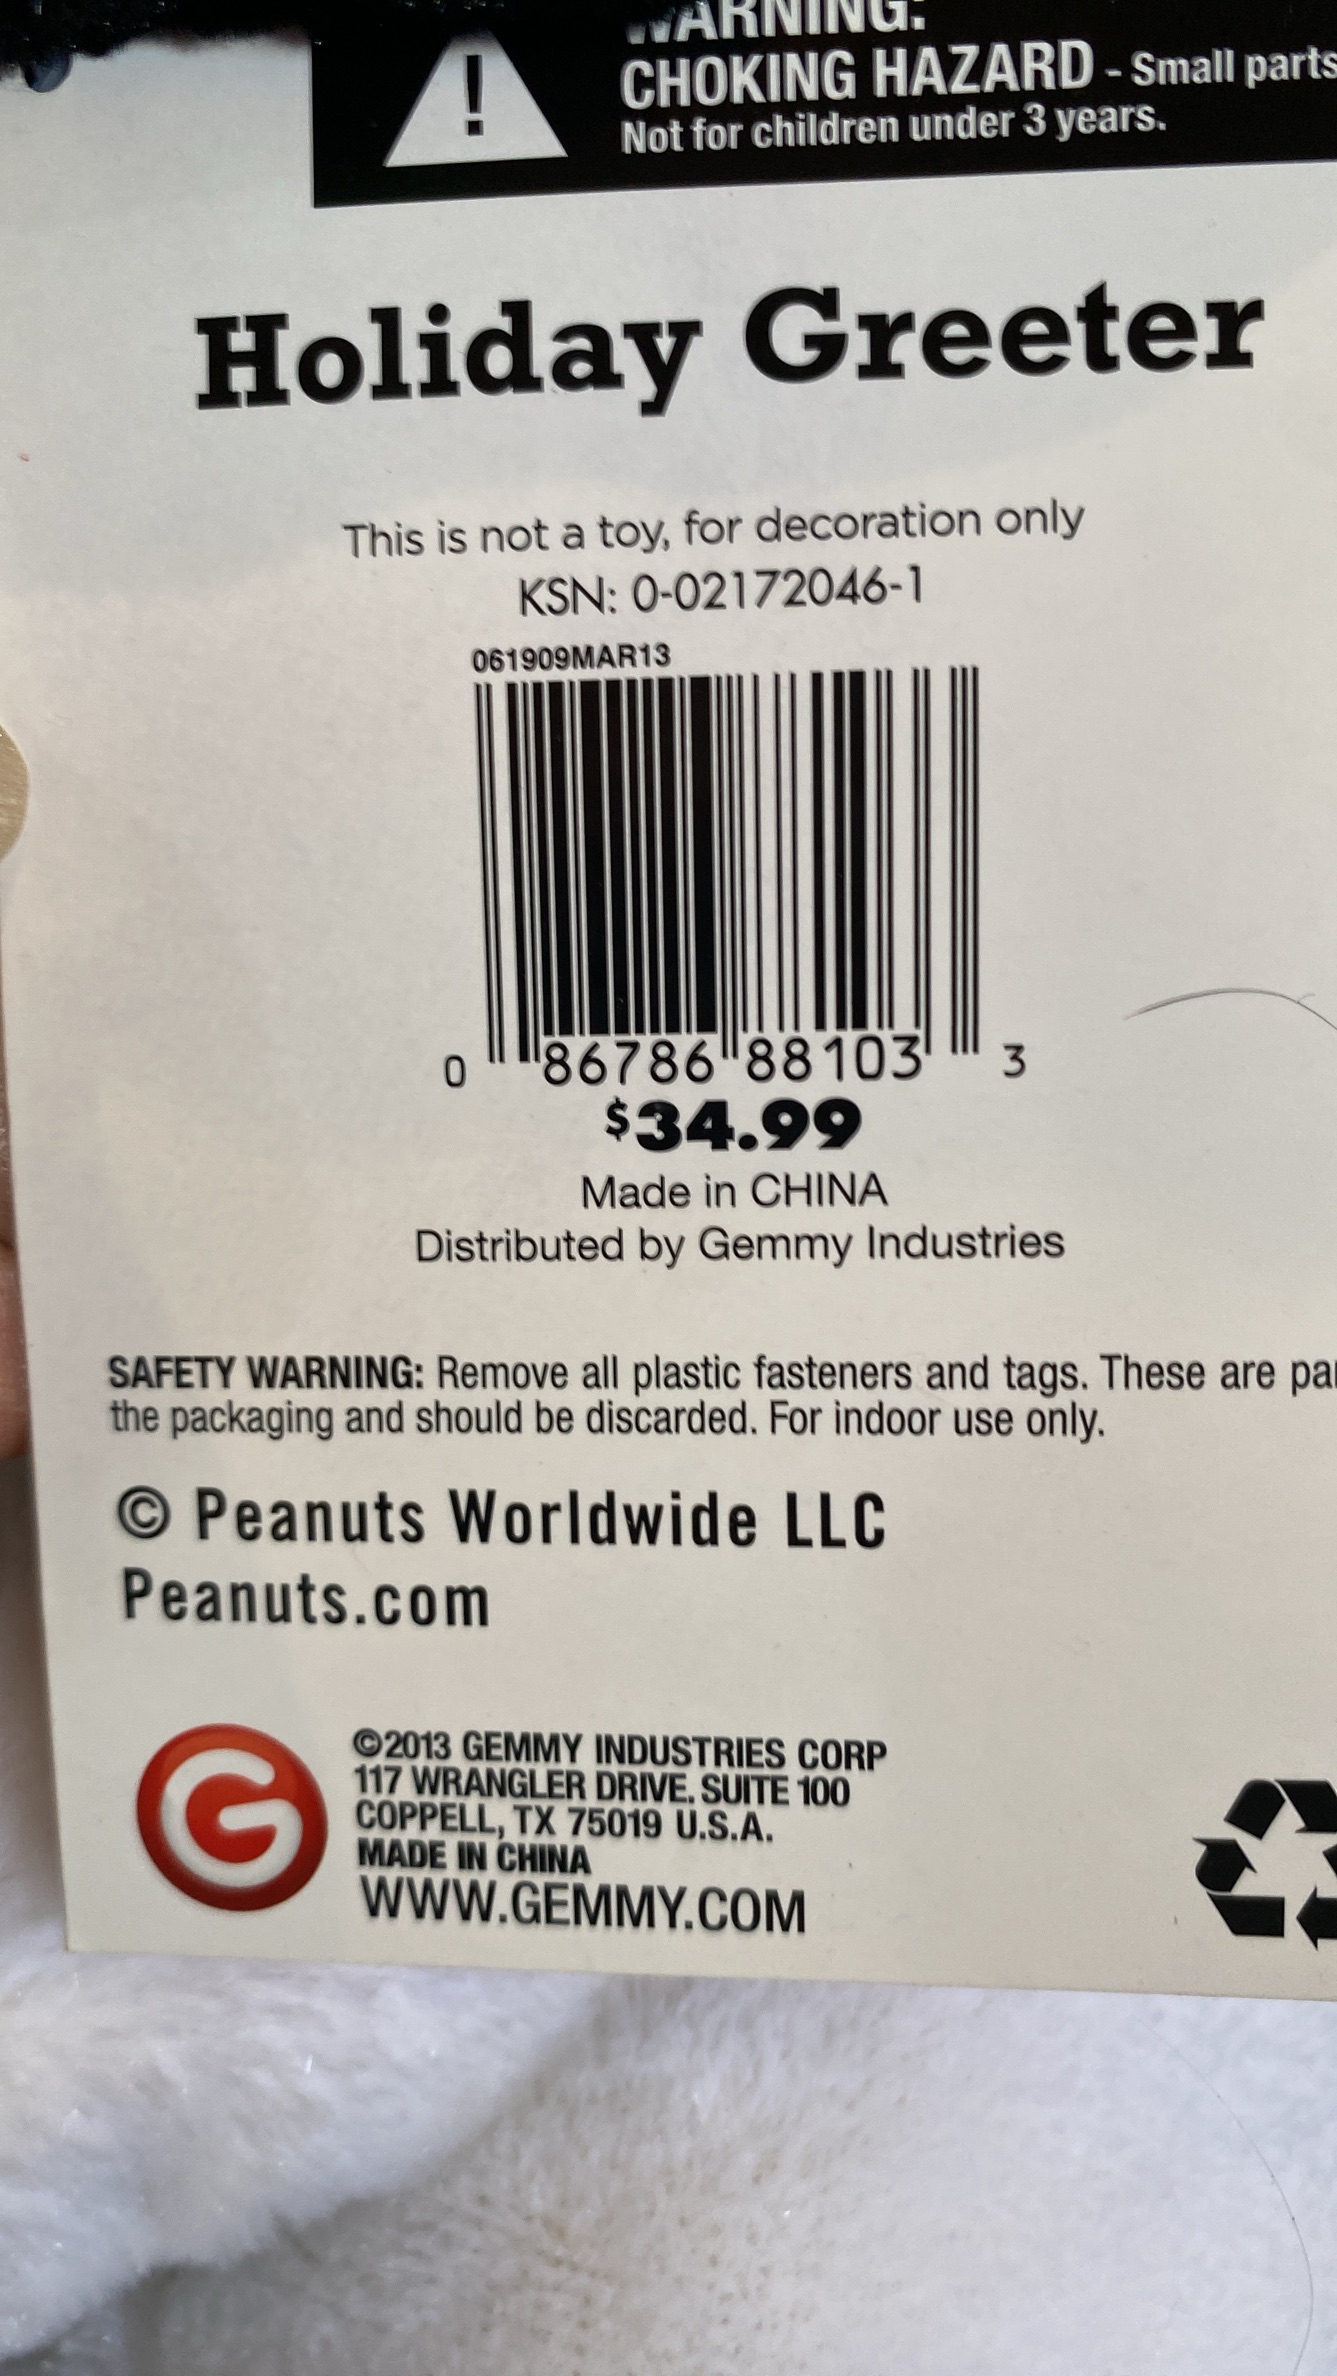 WARNING:
CHOKING HAZARD - Small parts
Not for children under 3 years.
Holiday Greeter
This is not a toy, for decoration only
KSN: 0-02172046-1
061909MAR13
0 86786 88103 3
$34.99
Made in CHINA
Distributed by Gemmy Industries
SAFETY WARNING: Remove all plastic fasteners and tags. These are
the packaging and should be discarded. For indoor use only.
© Peanuts Worldwide LLC
Peanuts.com
©2013 GEMMY INDUSTRIES CORP
117 WRANGLER DRIVE. SUITE 100
COPPELL, TX 75019 U.S.A.
MADE IN CHINA
WWW.GEMMY.COM